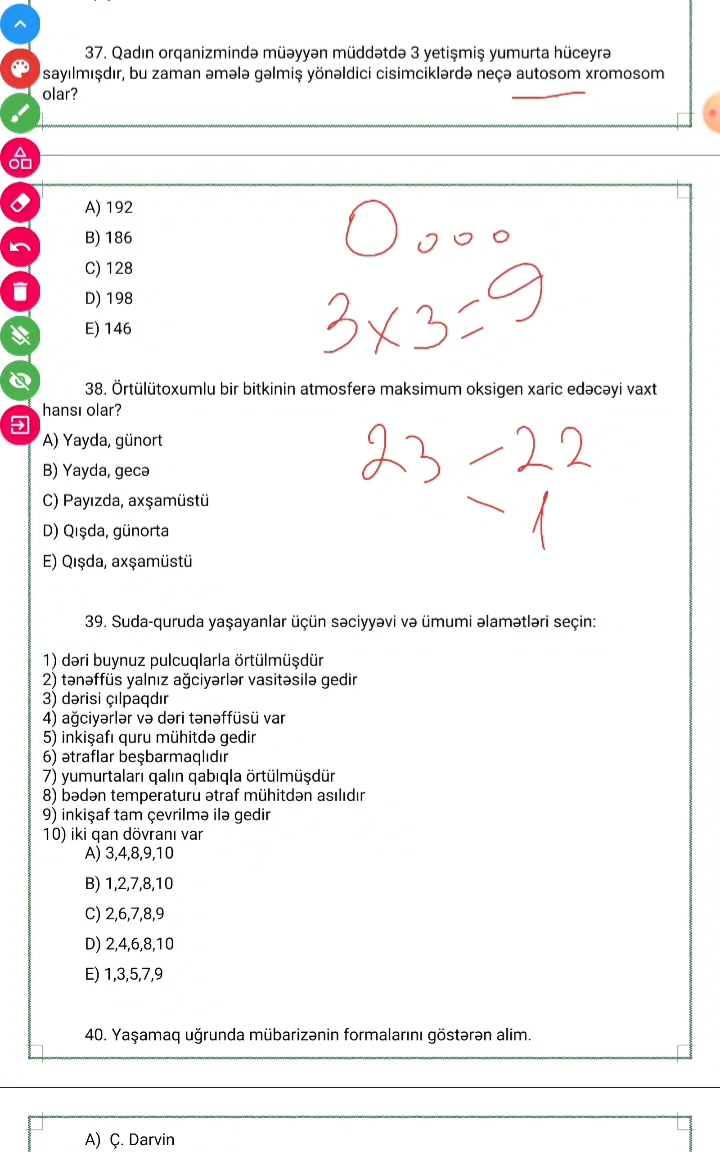 37. Qadın orqanizmində müəyyən müddətdə 3 yetişmiş yumurta hüceyrə
sayılmışdır, bu zaman əmələ gəlmiş yönəldici cisimciklərdə neçə autosom xromosom
olar?
A) 192
B) 186
C) 128
D) 198
E) 146
0 o o o
3 x 3 = 9
38. Örtülütoxumlu bir bitkinin atmosferə maksimum oksigen xaric edəcəyi vaxt
hansı olar?
A) Yayda, günort
B) Yayda, gecə
C) Payızda, axşamüstü
D) Qışda, günorta
E) Qışda, axşamüstü
23 - 22
- 1
39. Suda-quruda yaşayanlar üçün səciyyəvi və ümumi əlamətləri seçin:
1) dəri buynuz pulcuqlarla örtülmüşdür
2) tənəffüs yalnız ağciyərlər vasitəsilə gedir
3) dərisi çılpaqdır
4) ağciyərlər və dəri tənəffüsü var
5) inkişafı quru mühitdə gedir
6) ətraflar beşbarmaqlıdır
7) yumurtaları qalın qabıqla örtülmüşdür
8) bədən temperaturu ətraf mühitdən asılıdır
9) inkişaf tam çevrilmə ilə gedir
10) iki qan dövranı var
A) 3,4,8,9,10
B) 1,2,7,8,10
C) 2,6,7,8,9
D) 2,4,6,8,10
E) 1,3,5,7,9
40. Yaşamaq uğrunda mübarizənin formalarını göstərən alim.
A) Ç. Darvin